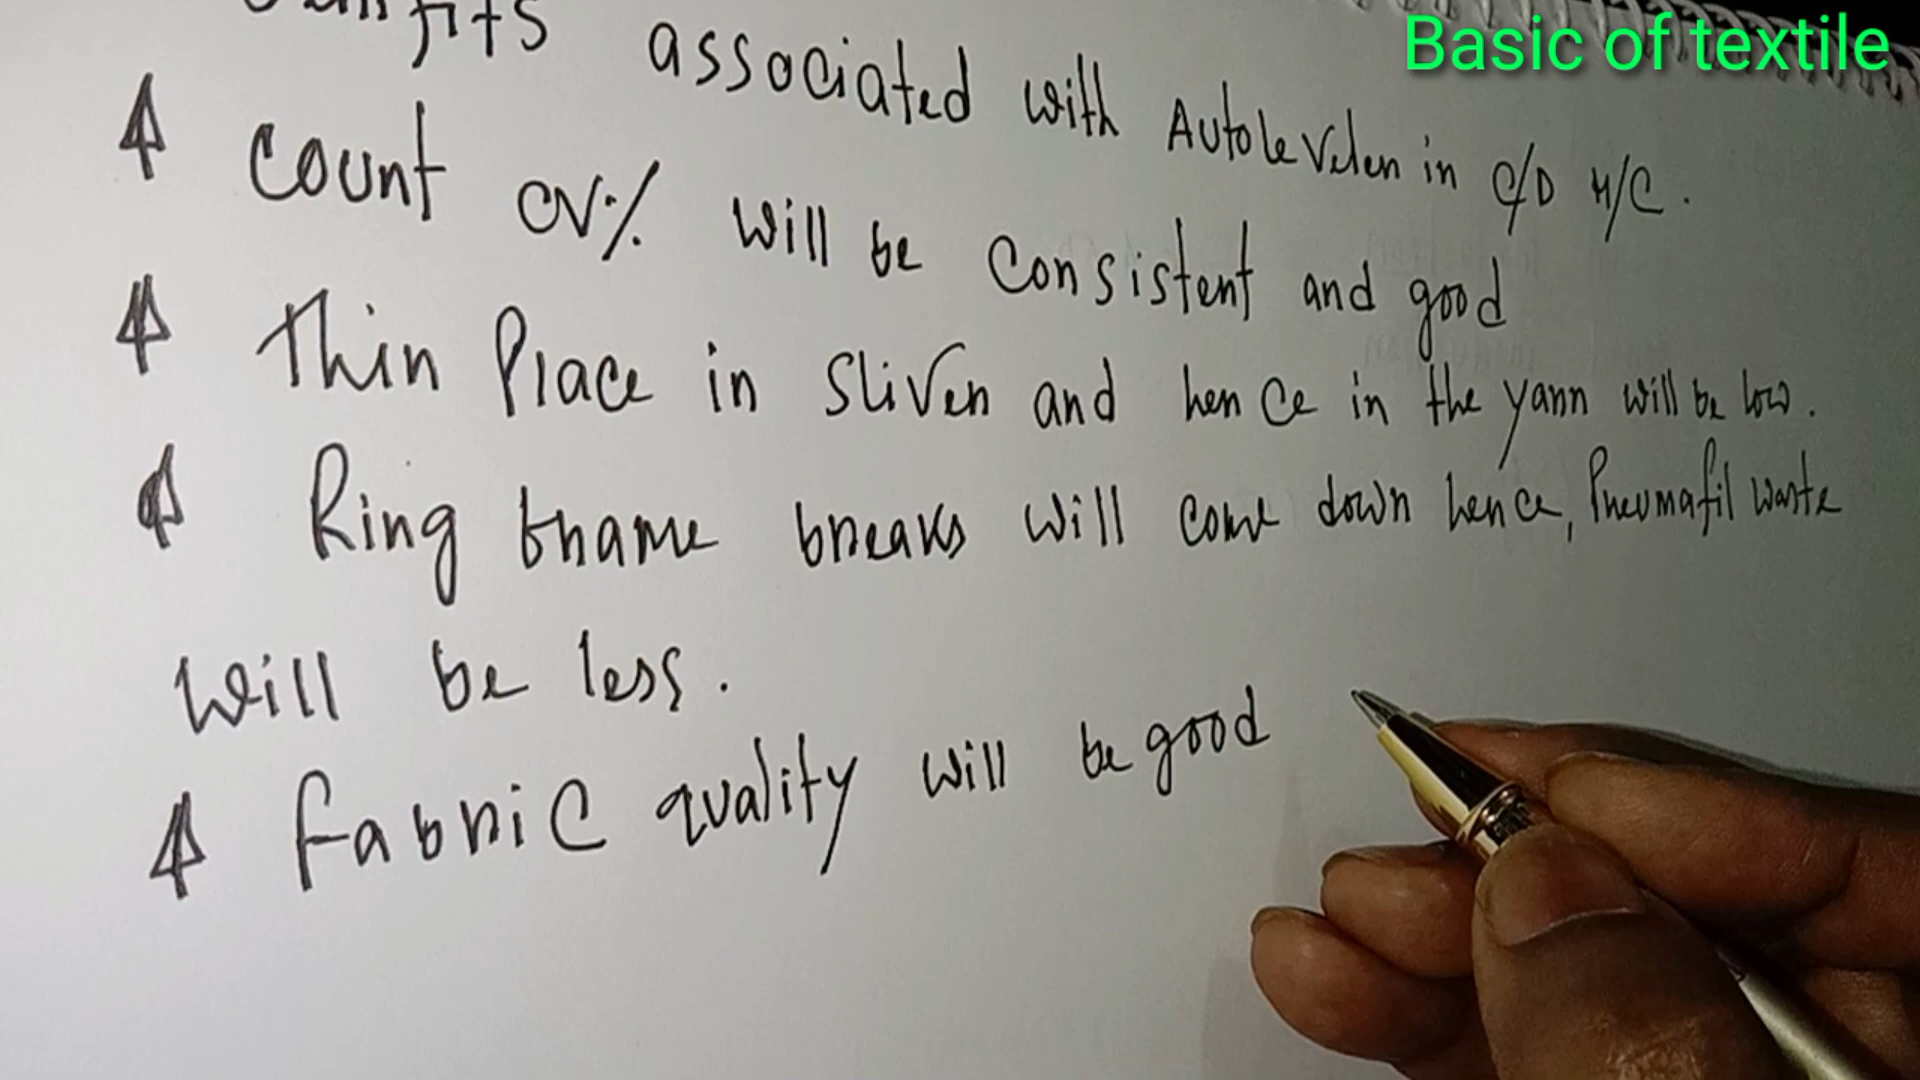 Basic of textile
Benifits associated with Autoleveler in C/D M/C.
Count CV% will be consistent and good
Thin Place in Sliver and hence in the yarn will be low.
Ring frame breaks will come down hence, Pneumafil waste
will be less.
Fabric quality will be good